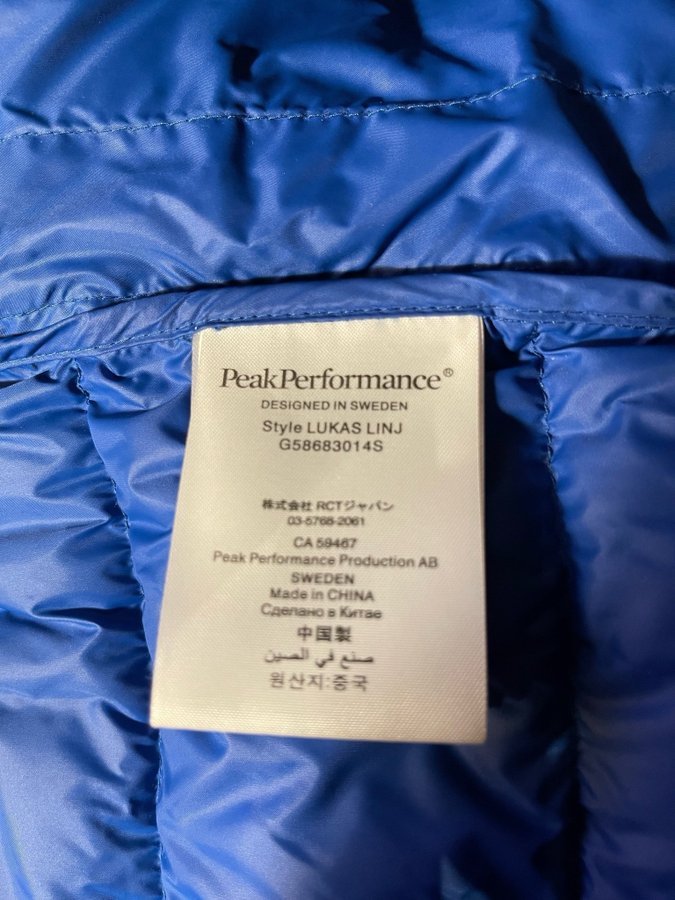 PeakPerformance®
DESIGNED IN SWEDEN
Style LUKAS LINJ
G58683014S
株式会社 RCTジャパン
03-5768-2061
CA 59467
Peak Performance Production AB
SWEDEN
Made in CHINA
Сделано в Китае
中国製
صنع في الصين
원산지:중국